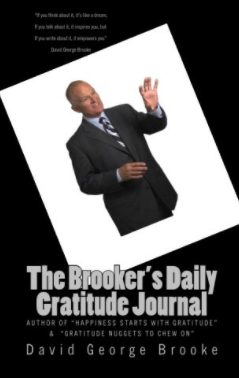 "If you think about it, it's like a dream,
If you talk about it, it inspires you, but
If you write about it, it empowers you"
David George Brooke
The Brooker's Daily
Gratitude Journal
AUTHOR OF "HAPPINESS STARTS WITH GRATITUDE"
& "GRATITUDE NUGGETS TO CHEW ON"
David George Brooke